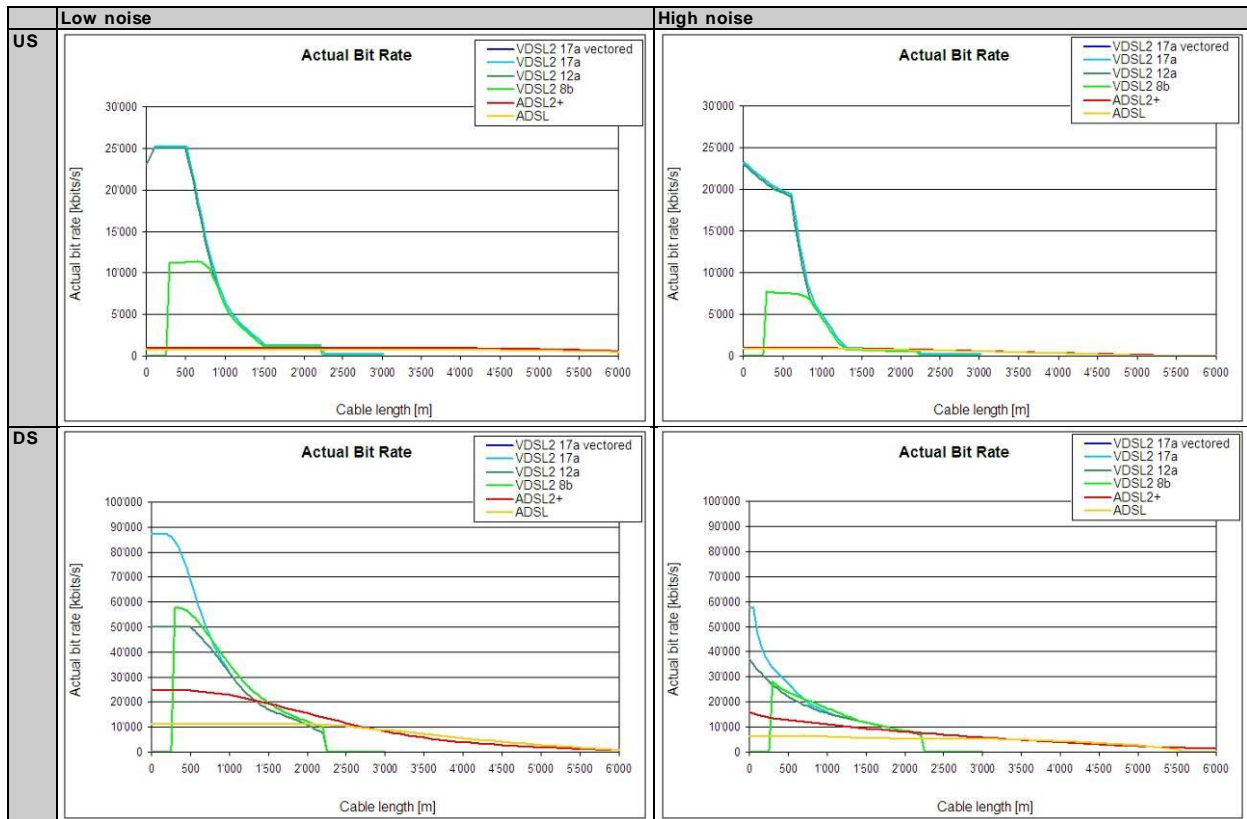 Low noise
High noise
US
Actual Bit Rate
VDSL2 17a vectored
VDSL2 17a
VDSL2 12a
VDSL2 8b
ADSL2+
ADSL
Actual bit rate [kbits/s]
30'000
25'000
20'000
15'000
10'000
5'000
0
0 500 1'000 1'500 2'000 2'500 3'000 3'500 4'000 4'500 5'000 5'500 6'000
Cable length [m]
Actual Bit Rate
VDSL2 17a vectored
VDSL2 17a
VDSL2 12a
VDSL2 8b
ADSL2+
ADSL
Actual bit rate [kbits/s]
30'000
25'000
20'000
15'000
10'000
5'000
0
0 500 1'000 1'500 2'000 2'500 3'000 3'500 4'000 4'500 5'000 5'500 6'000
Cable length [m]
DS
Actual Bit Rate
VDSL2 17a vectored
VDSL2 17a
VDSL2 12a
VDSL2 8b
ADSL2+
ADSL
Actual bit rate [kbits/s]
100'000
90'000
80'000
70'000
60'000
50'000
40'000
30'000
20'000
10'000
0
0 500 1'000 1'500 2'000 2'500 3'000 3'500 4'000 4'500 5'000 5'500 6'000
Cable length [m]
Actual Bit Rate
VDSL2 17a vectored
VDSL2 17a
VDSL2 12a
VDSL2 8b
ADSL2+
ADSL
Actual bit rate [kbits/s]
100'000
90'000
80'000
70'000
60'000
50'000
40'000
30'000
20'000
10'000
0
0 500 1'000 1'500 2'000 2'500 3'000 3'500 4'000 4'500 5'000 5'500 6'000
Cable length [m]